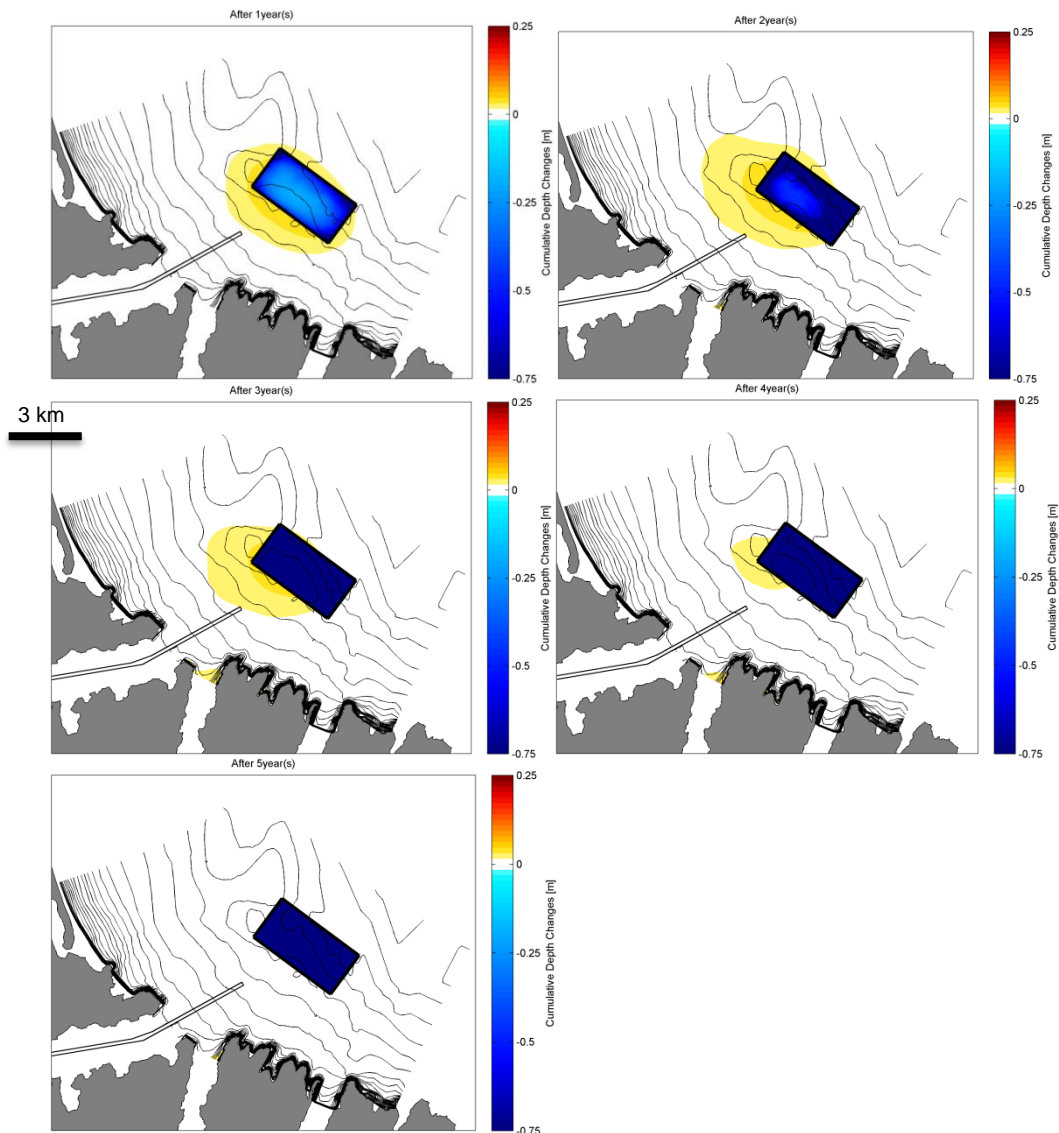 After 1year(s)
0.25
0
-0.25
-0.5
-0.75
Cumulative Depth Changes [m]
After 2year(s)
0.25
0
-0.25
-0.5
-0.75
Cumulative Depth Changes [m]
3 km
After 3year(s)
0.25
0
-0.25
-0.5
-0.75
Cumulative Depth Changes [m]
After 4year(s)
0.25
0
-0.25
-0.5
-0.75
Cumulative Depth Changes [m]
After 5year(s)
0.25
0
-0.25
-0.5
-0.75
Cumulative Depth Changes [m]